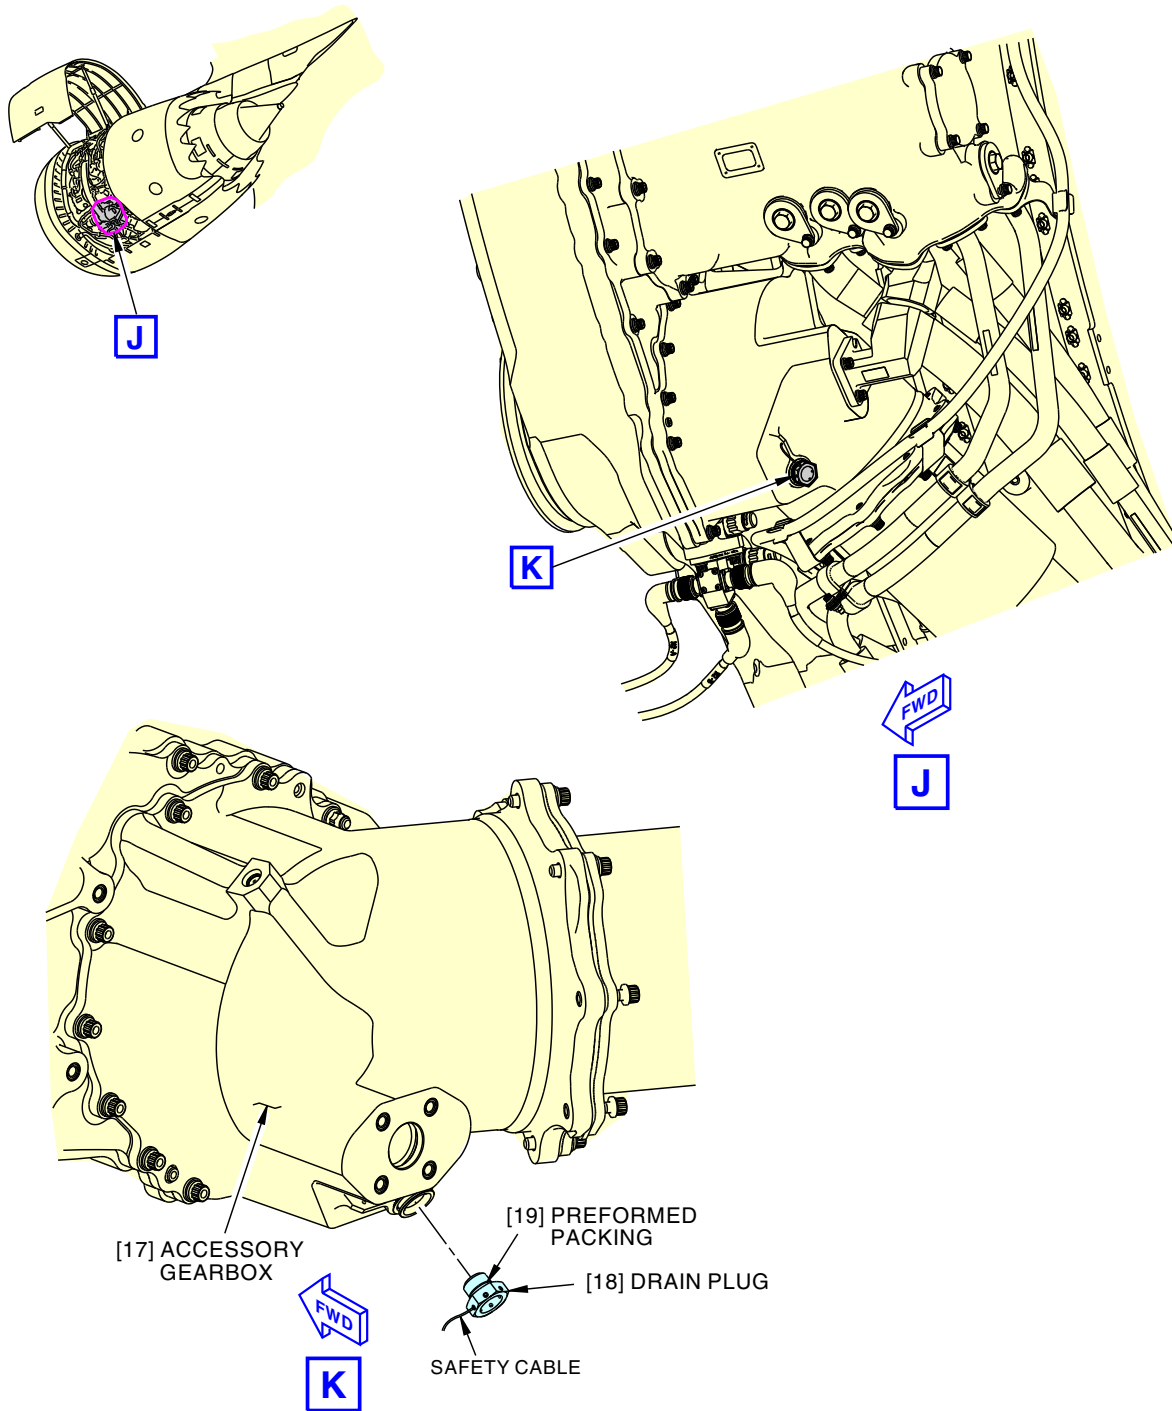 J
K
FWD
J
[17] ACCESSORY
GEARBOX
[19] PREFORMED
PACKING
[18] DRAIN PLUG
SAFETY CABLE
FWD
K